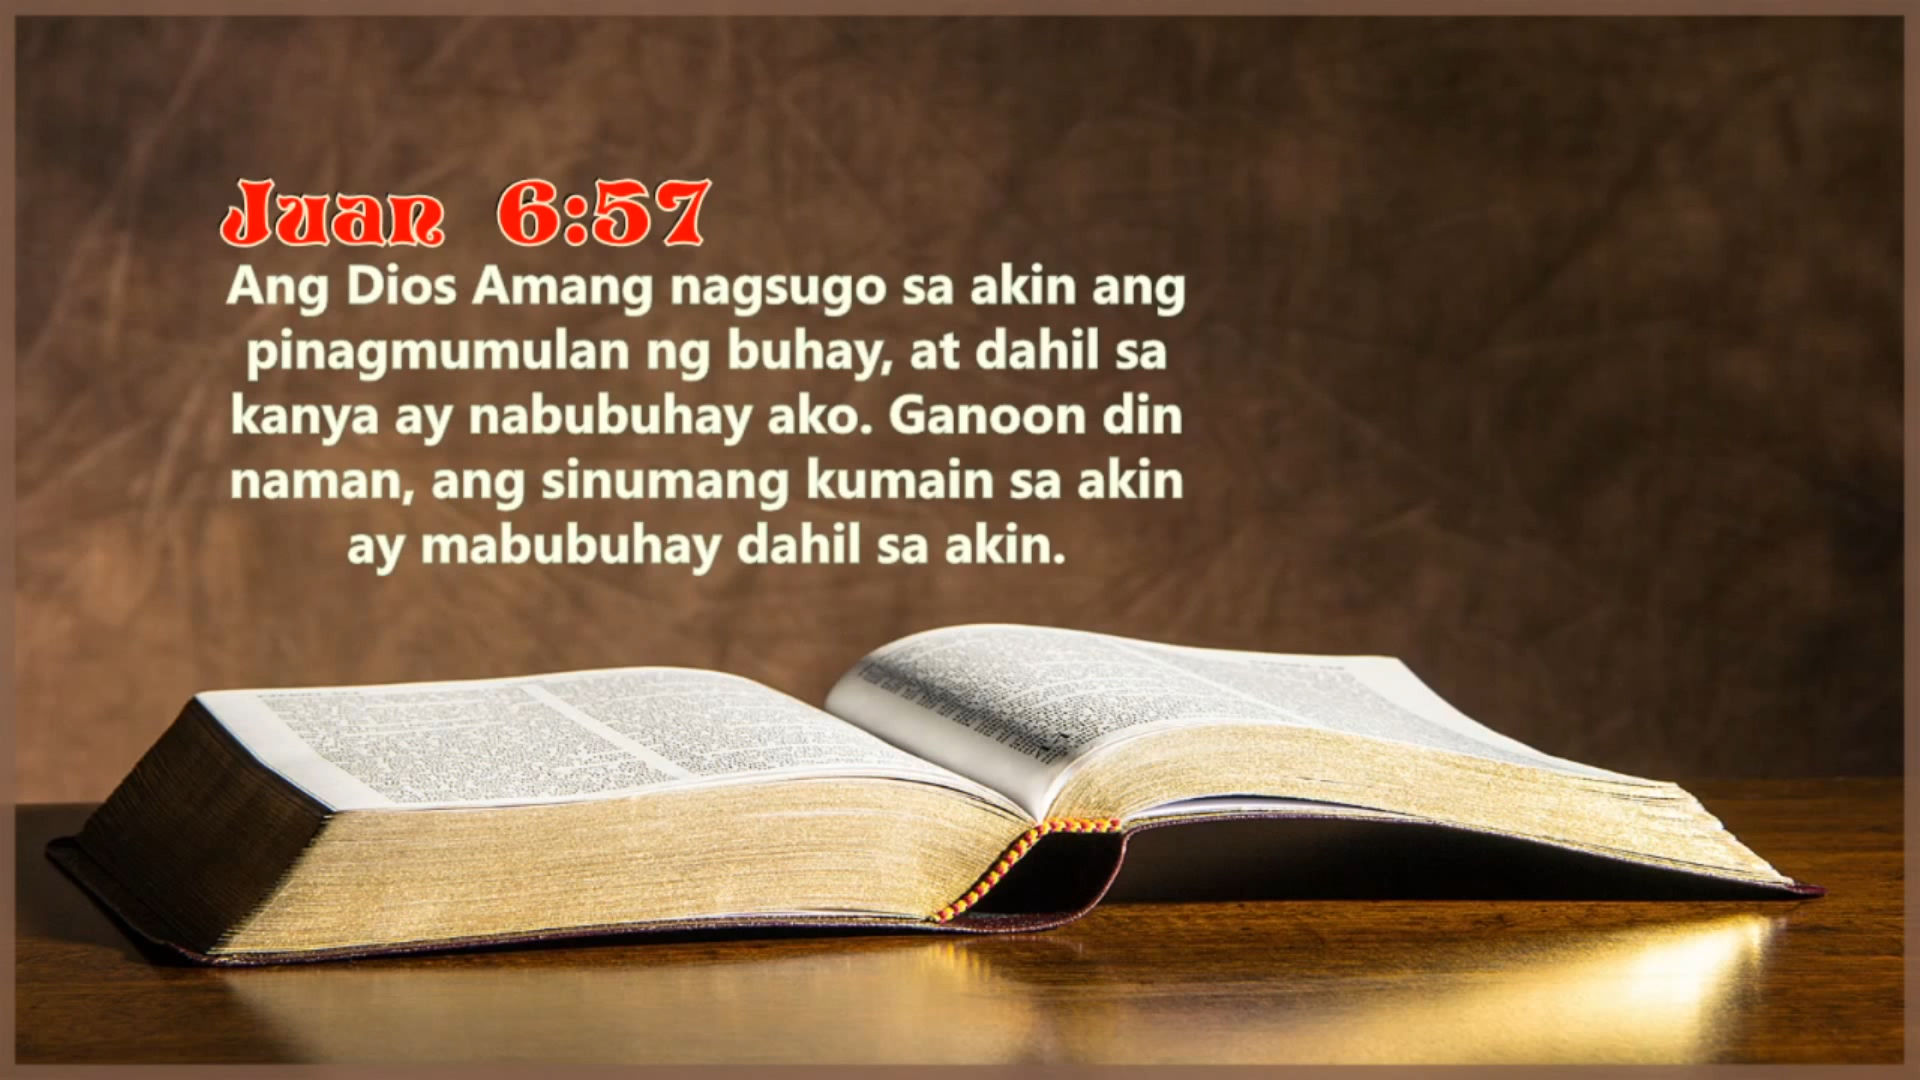 Juan 6:57
Ang Dios Amang nagsugo sa akin ang
pinagmumulan ng buhay, at dahil sa
kanya ay nabubuhay ako. Ganoon din
naman, ang sinumang kumain sa akin
ay mabubuhay dahil sa akin.